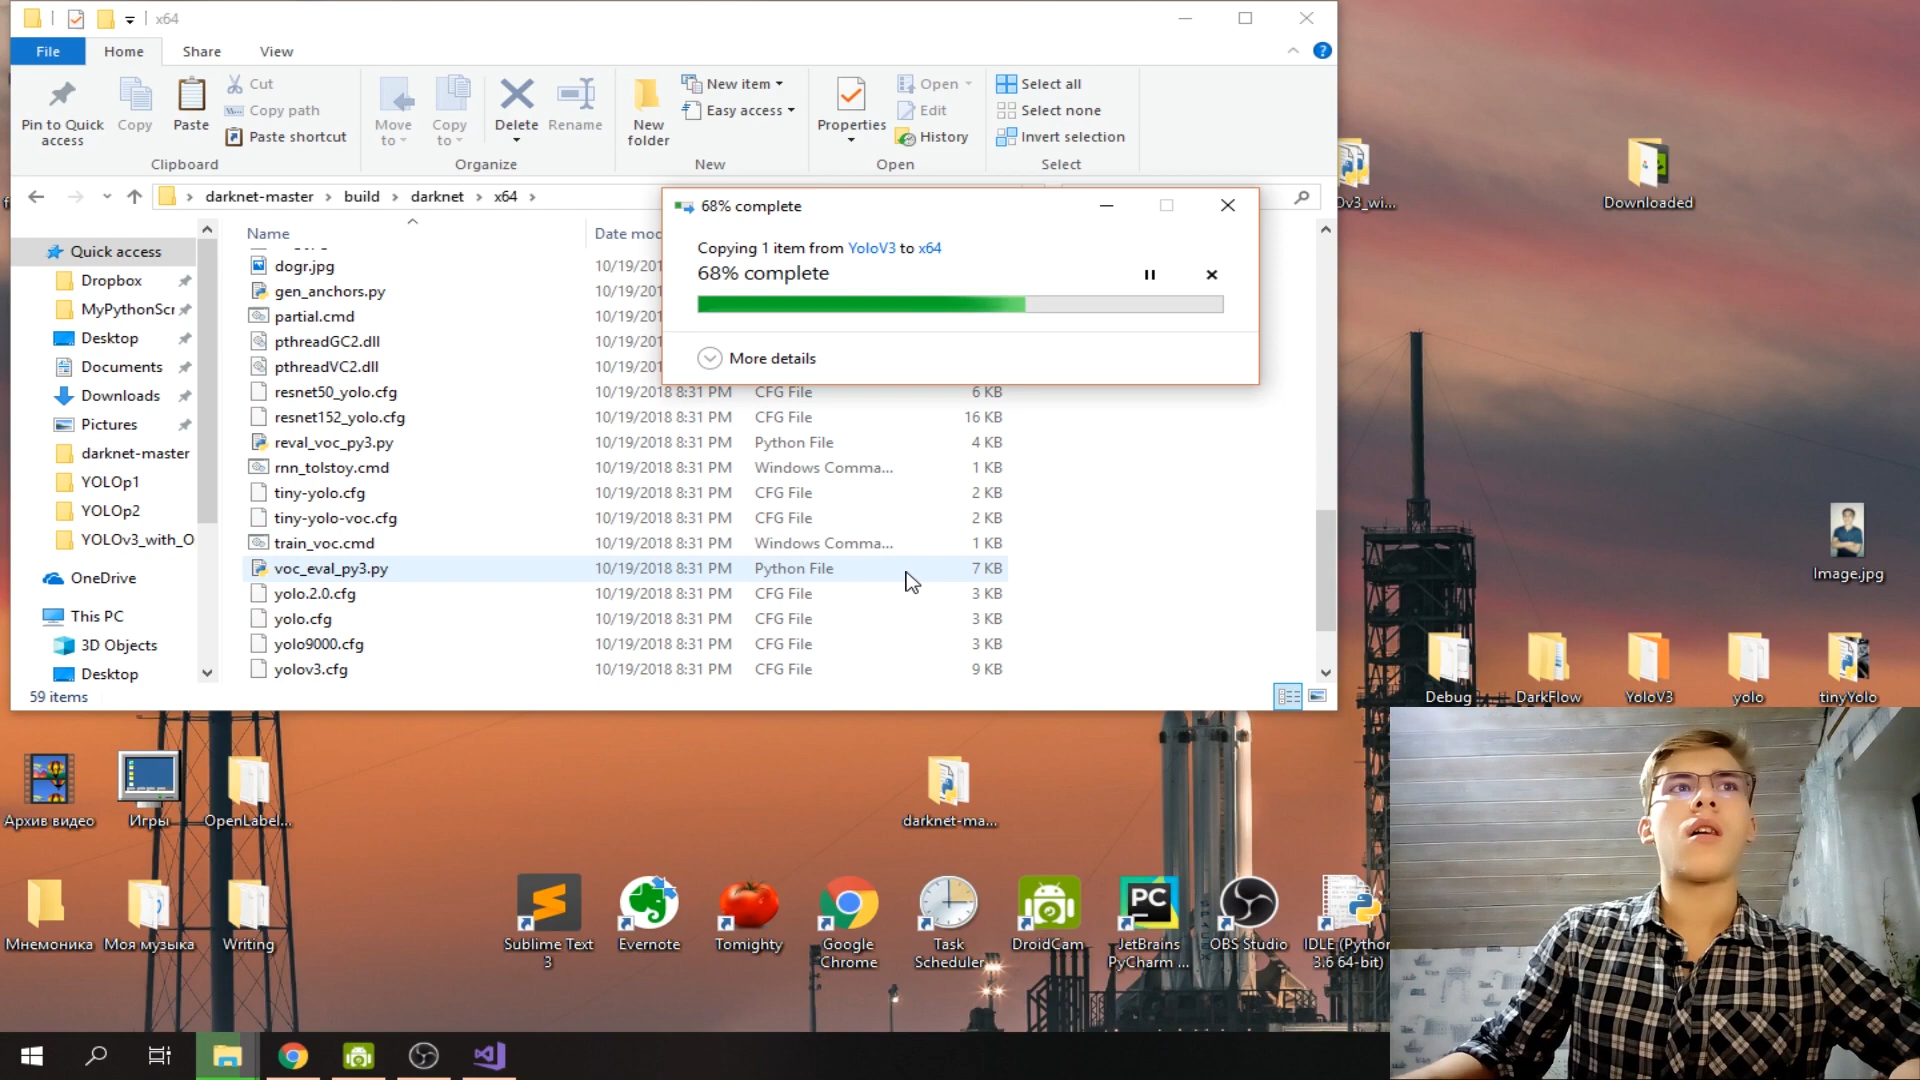 x64
File Home Share View
Pin to Quick access
Copy
Paste
Cut
Copy path
Paste shortcut
Clipboard
Move to
Copy to
Delete
Rename
Organize
New folder
New item
Easy access
New
Properties
Open
Edit
History
Open
Select all
Select none
Invert selection
Select
darktnet-master > build > darknet > x64 >
Name Date mod
Quick access
Dropbox
MyPythonScr
Desktop
Documents
Downloads
Pictures
darknet-master
YOLOp1
YOLOp2
YOLOv3_with_O
OneDrive
This PC
3D Objects
Desktop
dogr.jpg 10/19/201
gen_anchors.py 10/19/201
partial.cmd 10/19/201
pthreadGC2.dll 10/19/201
pthreadVC2.dll 10/19/201
resnet50_yolo.cfg 10/19/2018 8:31 PM CFG File 6 KB
resnet152_yolo.cfg 10/19/2018 8:31 PM CFG File 16 KB
reval_voc_py3.py 10/19/2018 8:31 PM Python File 4 KB
rnn_tolstoy.cmd 10/19/2018 8:31 PM Windows Comma... 1 KB
tiny-yolo.cfg 10/19/2018 8:31 PM CFG File 2 KB
tiny-yolo-voc.cfg 10/19/2018 8:31 PM CFG File 2 KB
train_voc.cmd 10/19/2018 8:31 PM Windows Comma... 1 KB
voc_eval_py3.py 10/19/2018 8:31 PM Python File 7 KB
yolo.2.0.cfg 10/19/2018 8:31 PM CFG File 3 KB
yolo.cfg 10/19/2018 8:31 PM CFG File 3 KB
yolo9000.cfg 10/19/2018 8:31 PM CFG File 3 KB
yolov3.cfg 10/19/2018 8:31 PM CFG File 9 KB
59 items
68% complete
Copying 1 item from YoloV3 to x64
68% complete
More details
Ov3_wi...
Downloaded
Image.jpg
Debug
DarkFlow
YoloV3
yolo
tinyYolo
Архив видео
Игры
OpenLabel...
darknet-ma...
Мнемоника
Моя музыка
Writing
Sublime Text 3
Evernote
Tomighty
Google Chrome
Task Scheduler
DroidCam
PC
JetBrains PyCharm ...
OBS Studio
IDLE (Python 3.6 64-bit)